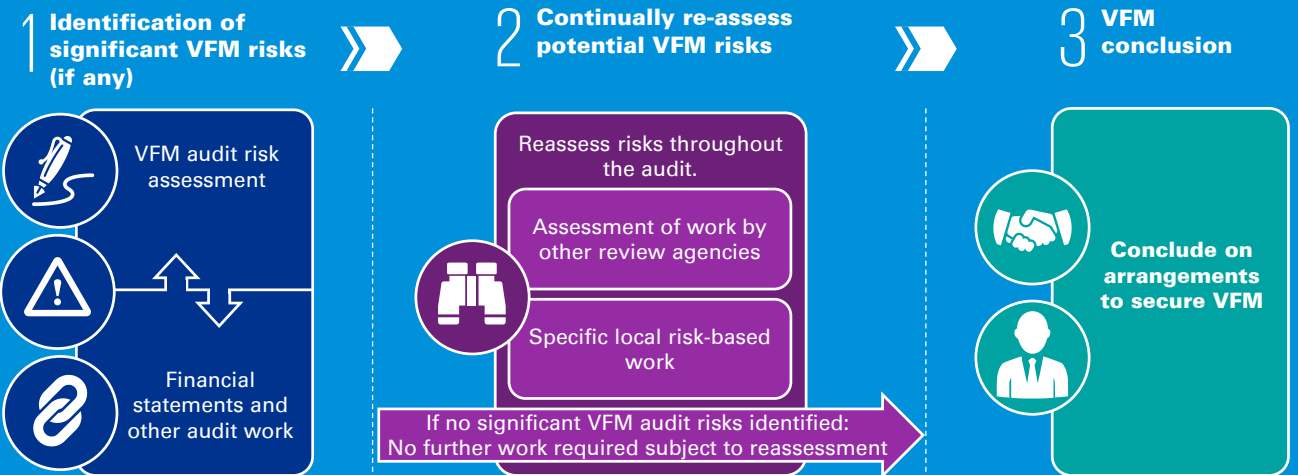 1 Identification of
significant VFM risks
(if any)
2 Continually re-assess
potential VFM risks
3 VFM
conclusion
VFM audit risk
assessment
Financial
statements and
other audit work
Reassess risks throughout
the audit.
Assessment of work by
other review agencies
Specific local risk-based
work
If no significant VFM audit risks identified:
No further work required subject to reassessment
Conclude on
arrangements
to secure VFM